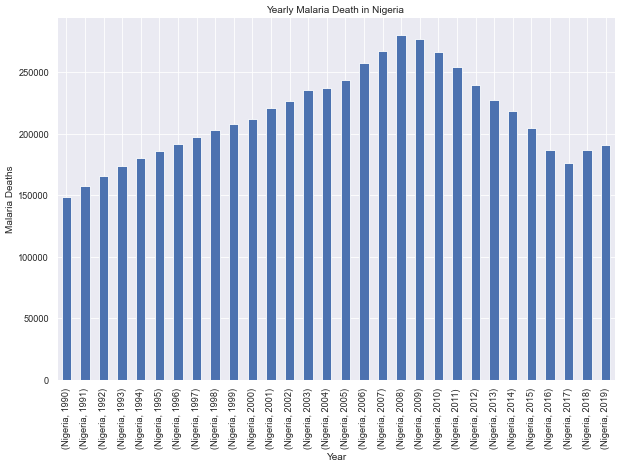 Yearly Malaria Death in Nigeria
Malaria Deaths
250000
200000
150000
100000
50000
0
(Nigeria, 1990)
(Nigeria, 1991)
(Nigeria, 1992)
(Nigeria, 1993)
(Nigeria, 1994)
(Nigeria, 1995)
(Nigeria, 1996)
(Nigeria, 1997)
(Nigeria, 1998)
(Nigeria, 1999)
(Nigeria, 2000)
(Nigeria, 2001)
(Nigeria, 2002)
(Nigeria, 2003)
(Nigeria, 2004)
(Nigeria, 2005)
(Nigeria, 2006)
(Nigeria, 2007)
(Nigeria, 2008)
(Nigeria, 2009)
(Nigeria, 2010)
(Nigeria, 2011)
(Nigeria, 2012)
(Nigeria, 2013)
(Nigeria, 2014)
(Nigeria, 2015)
(Nigeria, 2016)
(Nigeria, 2017)
(Nigeria, 2018)
(Nigeria, 2019)
Year